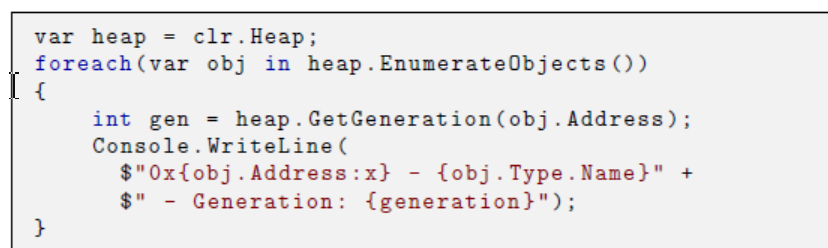 var heap = clr.Heap;
foreach(var obj in heap.EnumerateObjects())
{
int gen = heap.GetGeneration(obj.Address);
Console.WriteLine(
$"0x{obj.Address:x} - {obj.Type.Name}" +
$" - Generation: {generation}");
}